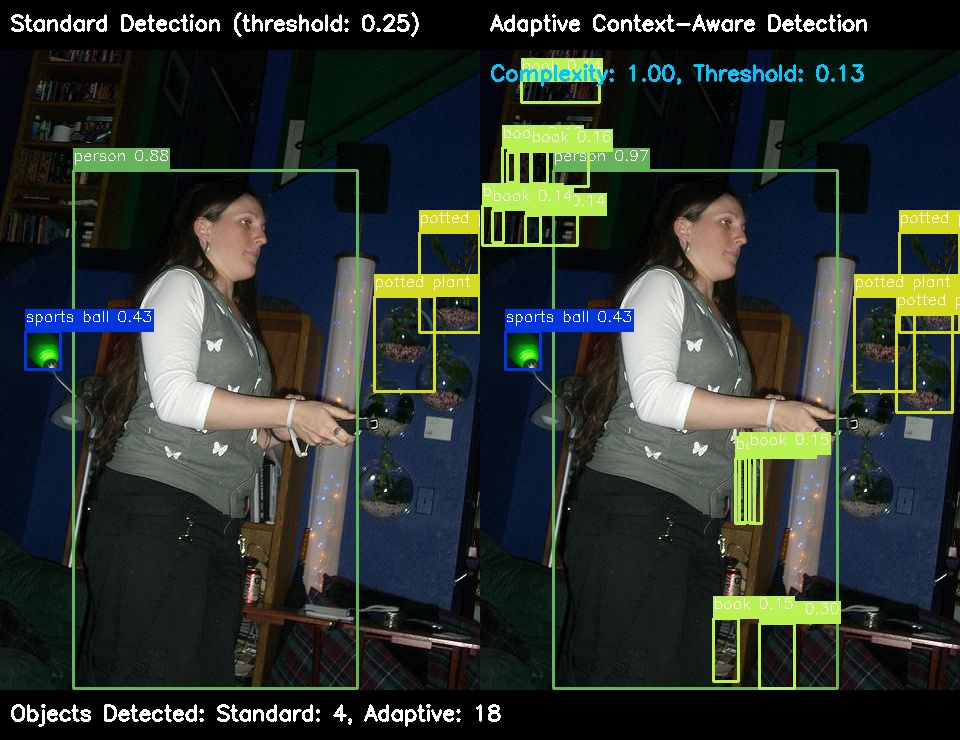 Standard Detection (threshold: 0.25)
Adaptive Context-Aware Detection
Complexity: 1.00, Threshold: 0.13
person 0.88
potted
potted plant
sports ball 0.43
book 0.16
person 0.97
book 0.14
0.14
potted
potted plant
potted p
sports ball 0.43
book 0.15
book 0.15
0.30
Objects Detected: Standard: 4, Adaptive: 18